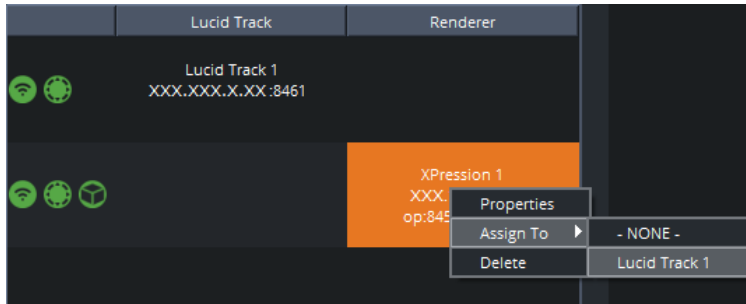 Lucid Track
Renderer
Lucid Track 1
XXX.XXX.X.XX :8461
XPression 1
XXX.
op:845
Properties
Assign To
- NONE -
Delete
Lucid Track 1